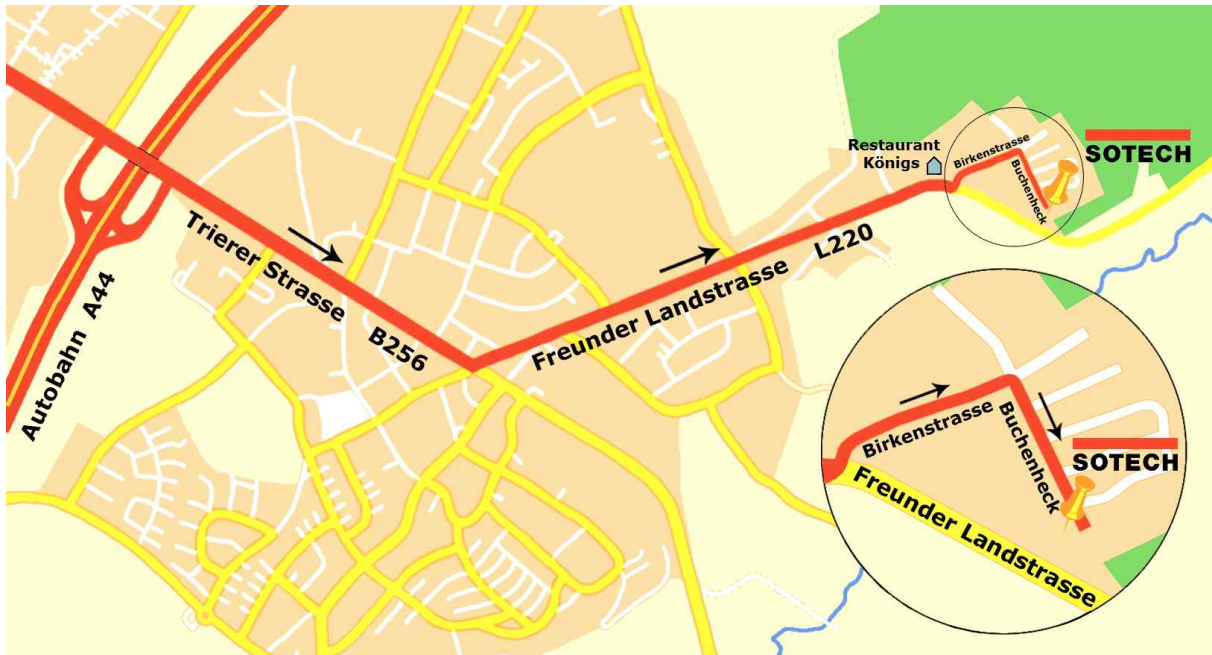 Restaurant
Königs
Birkenstrasse
Buchenheck
SOTECH
Trierer Strasse B256
Autobahn A44
Freunder Landstrasse L220
Birkenstrasse
Buchenheck
SOTECH
Freunder Landstrasse